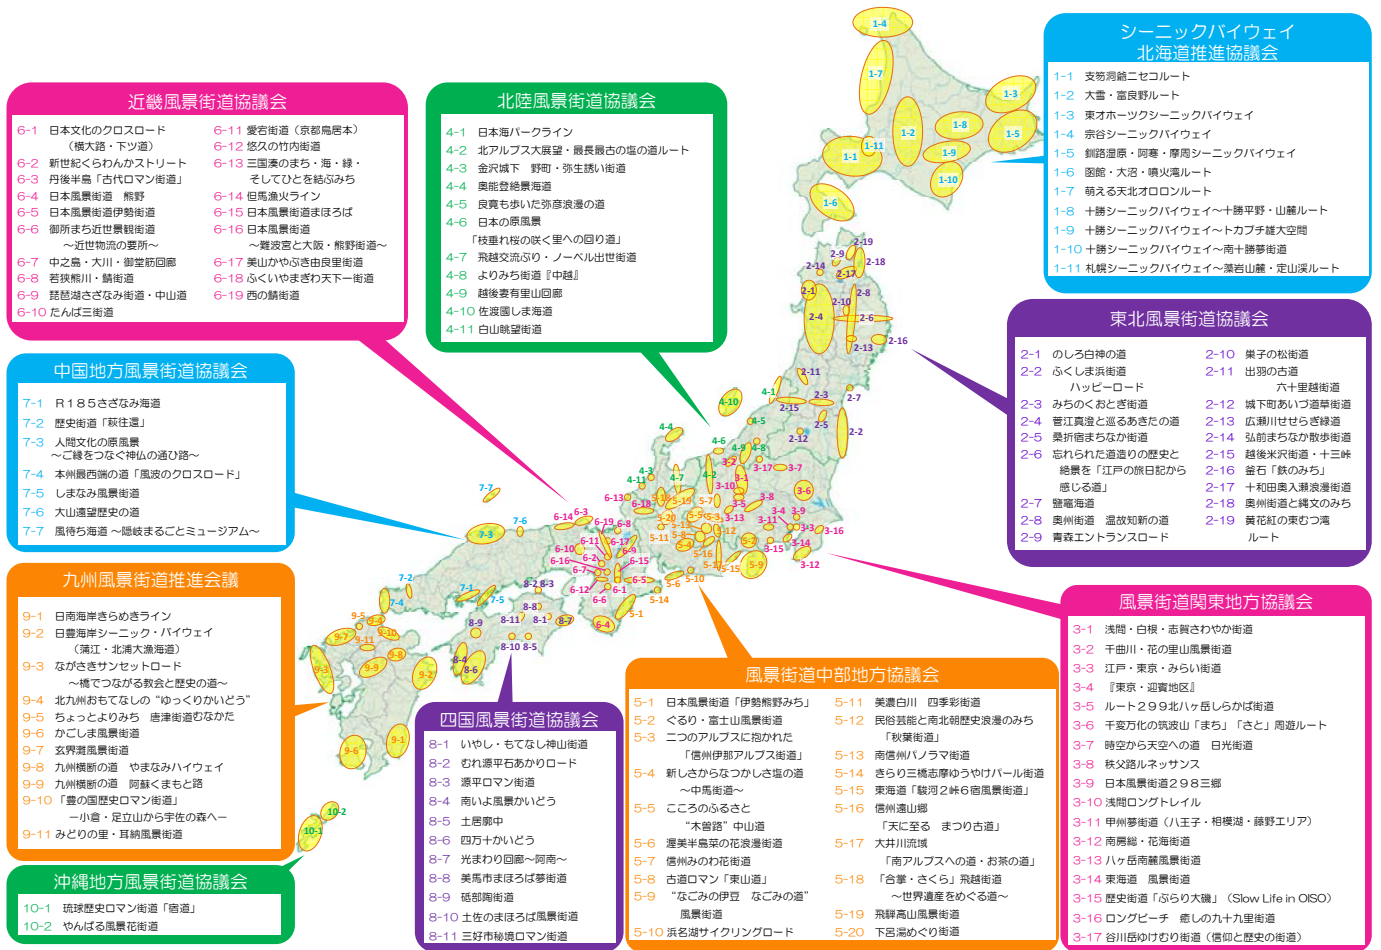 シーニックバイウェイ
北海道推進協議会
1-1 支笏洞爺ニセコルート
1-2 大雪・富良野ルート
1-3 東オホーツクシーニックバイウェイ
1-4 宗谷シーニックバイウェイ
1-5 釧路湿原・阿寒・摩周シーニックバイウェイ
1-6 函館・大沼・噴火湾ルート
1-7 萌える天北オロロンルート
1-8 十勝シーニックバイウェイ～十勝平野・山麓ルート
1-9 十勝シーニックバイウェイ～トカプチ雄大空間
1-10 十勝シーニックバイウェイ～南十勝夢街道
1-11 札幌シーニックバイウェイ～藻岩山麓・定山渓ルート
近畿風景街道協議会
6-1 日本文化のクロスロード
（横大路・下ツ道）
6-2 新世紀くらわんかストリート
6-3 丹後半島「古代ロマン街道」
6-4 日本風景街道 熊野
6-5 日本風景街道伊勢街道
6-6 御所まち近世景観街道
～近世物流の要所～
6-7 中之島・大川・御堂筋回廊
6-8 若狭熊川・鯖街道
6-9 琵琶湖さざなみ街道・中山道
6-10 たんば三街道
6-11 愛宕街道（京都鳥居本）
6-12 悠久の竹内街道
6-13 三国湊のまち・海・緑・
そしてひとを結ぶみち
6-14 但馬漁火ライン
6-15 日本風景街道まほろば
6-16 日本風景街道
～難波宮と大阪・熊野街道～
6-17 美山かやぶき由良里街道
6-18 ふくいやまぎわ天下一街道
6-19 西の鯖街道
北陸風景街道協議会
4-1 日本海パークライン
4-2 北アルプス大展望・最長最古の塩の道ルート
4-3 金沢城下 野町・弥生誘い街道
4-4 奥能登絶景海道
4-5 良寛も歩いた弥彦浪漫の道
4-6 日本の原風景
「枝垂れ桜の咲く里への回り道」
4-7 飛越交流ぶり・ノーベル出世街道
4-8 よりみち街道『中越』
4-9 越後妻有里山回廊
4-10 佐渡國しま海道
4-11 白山眺望街道
東北風景街道協議会
2-1 のしろ白神の道
2-2 ふくしま浜街道
ハッピーロード
2-3 みちのくおとぎ街道
2-4 菅江真澄と巡るあきたの道
2-5 桑折宿まちなか街道
2-6 忘れられた道造りの歴史と
絶景を「江戸の旅日記から
感じる道」
2-7 鹽竈海道
2-8 奥州街道 温故知新の道
2-9 青森エントランスロード
2-10 巣子の松街道
2-11 出羽の古道
六十里越街道
2-12 城下町あいづ道草街道
2-13 広瀬川せせらぎ緑道
2-14 弘前まちなか散歩街道
2-15 越後米沢街道・十三峠
2-16 釜石「鉄のみち」
2-17 十和田奥入瀬浪漫街道
2-18 奥州街道と縄文のみち
2-19 黄花紅の東むつ湾
ルート
中国地方風景街道協議会
7-1 Ｒ１８５さざなみ海道
7-2 歴史街道「萩往還」
7-3 人間文化の原風景
～ご縁をつなぐ神仏の通ひ路～
7-4 本州最西端の道「風波のクロスロード」
7-5 しまなみ風景街道
7-6 大山遠望歴史の道
7-7 風待ち海道 ～隠岐まるごとミュージアム～
九州風景街道推進会議
9-1 日南海岸きらめきライン
9-2 日豊海岸シーニック・バイウェイ
（蒲江・北浦大漁海道）
9-3 ながさきサンセットロード
～橋でつながる教会と歴史の道～
9-4 北九州おもてなしの“ゆっくりかいどう”
9-5 ちょっとよりみち 唐津街道むなかた
9-6 かごしま風景街道
9-7 玄界灘風景街道
9-8 九州横断の道 やまなみハイウェイ
9-9 九州横断の道 阿蘇くまもと路
9-10 「豊の国歴史ロマン街道」
ー小倉・足立山から宇佐の森へー
9-11 みどりの里・耳納風景街道
沖縄地方風景街道協議会
10-1 琉球歴史ロマン街道「宿道」
10-2 やんばる風景花街道
四国風景街道協議会
8-1 いやし・もてなし神山街道
8-2 むれ源平石あかりロード
8-3 源平ロマン街道
8-4 南いよ風景かいどう
8-5 土居廓中
8-6 四万十かいどう
8-7 光まわり回廊～阿南～
8-8 美馬市まほろば夢街道
8-9 砥部陶街道
8-10 土佐のまほろば風景街道
8-11 三好市秘境ロマン街道
風景街道中部地方協議会
5-1 日本風景街道「伊勢熊野みち」
5-2 ぐるり・富士山風景街道
5-3 二つのアルプスに抱かれた
「信州伊那アルプス街道」
5-4 新しさからなつかしさ塩の道
～中馬街道～
5-5 こころのふるさと
“木曽路”中山道
5-6 渥美半島菜の花浪漫街道
5-7 信州みのわ花街道
5-8 古道ロマン「東山道」
5-9 “なごみの伊豆 なごみの道”
風景街道
5-10 浜名湖サイクリングロード
5-11 美濃白川 四季彩街道
5-12 民俗芸能と南北朝歴史浪漫のみち
「秋葉街道」
5-13 南信州パノラマ街道
5-14 きらり三橋志摩ゆうやけパール街道
5-15 東海道「駿河２峠６宿風景街道」
5-16 信州遠山郷
「天に至る まつり古道」
5-17 大井川流域
「南アルプスへの道・お茶の道」
5-18 「合掌・さくら」飛越街道
～世界遺産をめぐる道～
5-19 飛騨高山風景街道
5-20 下呂湯めぐり街道
風景街道関東地方協議会
3-1 浅間・白根・志賀さわやか街道
3-2 千曲川・花の里山風景街道
3-3 江戸・東京・みらい街道
3-4 『東京・迎賓地区』
3-5 ルート２９９北八ヶ岳しらかば街道
3-6 千変万化の筑波山「まち」「さと」周遊ルート
3-7 時空から天空への道 日光街道
3-8 秩父路ルネッサンス
3-9 日本風景街道２９８三郷
3-10 浅間ロングトレイル
3-11 甲州夢街道（八王子・相模湖・藤野エリア）
3-12 南房総・花海街道
3-13 八ヶ岳南麓風景街道
3-14 東海道 風景街道
3-15 歴史街道「ぶらり大磯」（Slow Life in OISO）
3-16 ロングビーチ 癒しの九十九里街道
3-17 谷川岳ゆけむり街道（信仰と歴史の街道）